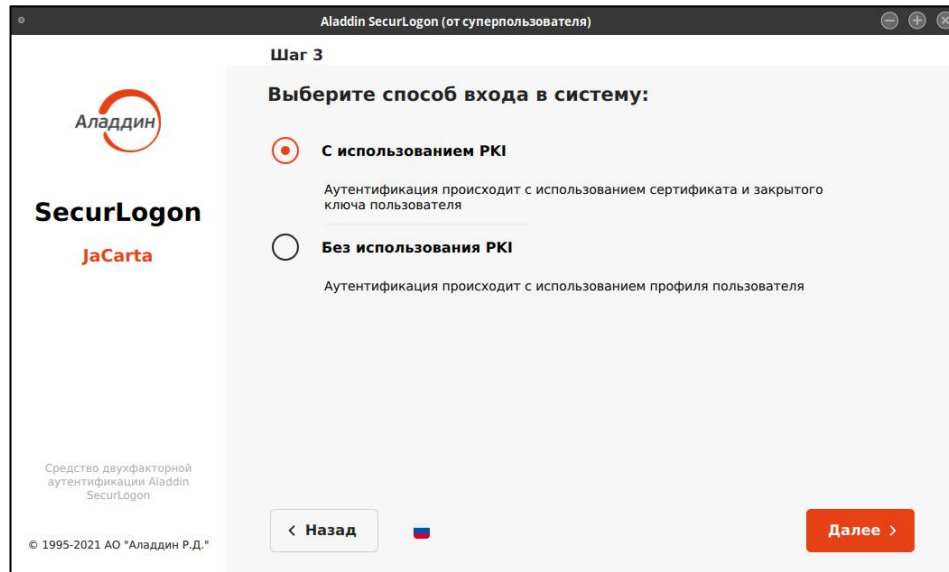 Aladdin SecurLogon (от суперпользователя)
Шаг 3
Аладдин
SecurLogon
JaCarta
Выберите способ входа в систему:
С использованием PKI
Аутентификация происходит с использованием сертификата и закрытого
ключа пользователя
Без использования PKI
Аутентификация происходит с использованием профиля пользователя
Средство двухфакторной
аутентификации Aladdin
SecurLogon
© 1995-2021 АО "Аладдин Р.Д."
Назад
Далее